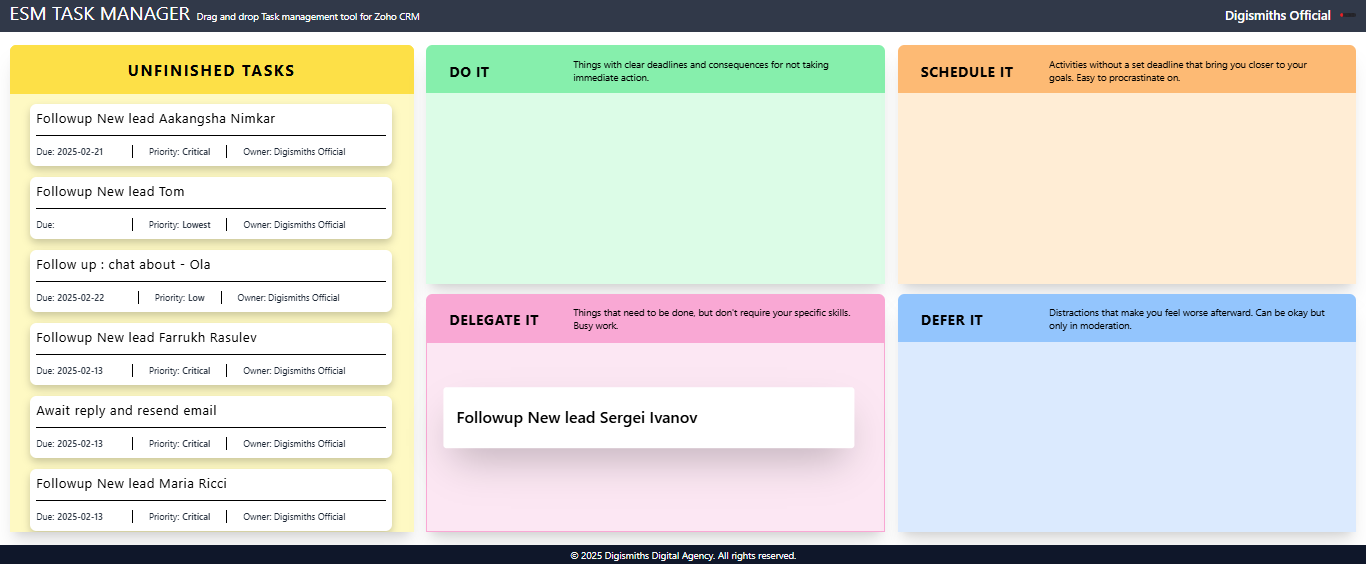 ESM TASK MANAGER Drag and drop Task management tool for Zoho CRM
Digismiths Official
UNFINISHED TASKS
Followup New lead Aakangsha Nimkar
Due: 2025-02-21 Priority: Critical Owner: Digismiths Official
Followup New lead Tom
Due: Priority: Lowest Owner: Digismiths Official
Follow up : chat about - Ola
Due: 2025-02-22 Priority: Low Owner: Digismiths Official
Followup New lead Farrukh Rasulev
Due: 2025-02-13 Priority: Critical Owner: Digismiths Official
Await reply and resend email
Due: 2025-02-13 Priority: Critical Owner: Digismiths Official
Followup New lead Maria Ricci
Due: 2025-02-13 Priority: Critical Owner: Digismiths Official
DO IT
Things with clear deadlines and consequences for not taking
immediate action.
SCHEDULE IT
Activities without a set deadline that bring you closer to your
goals. Easy to procrastinate on.
DELEGATE IT
Things that need to be done, but don't require your specific skills.
Busy work.
Followup New lead Sergei Ivanov
DEFER IT
Distractions that make you feel worse afterward. Can be okay but
only in moderation.
© 2025 Digismiths Digital Agency. All rights reserved.